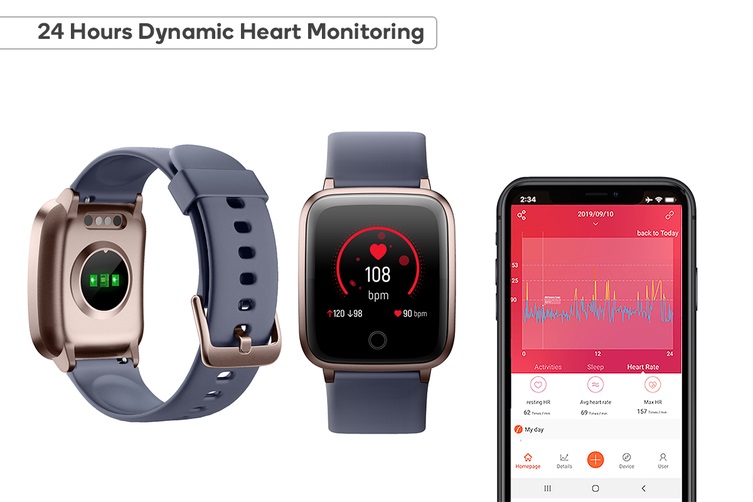 24 Hours Dynamic Heart Monitoring
108
bpm
120 98
90 bpm
2:34
2019/09/10
back to Today
53
25
90
0 12 24
Activities Sleep Heart Rate
resting HR Avg heart rate Max HR
62 Times / min 69 Times / min 157 Times / min
My day
Homepage Details Device User